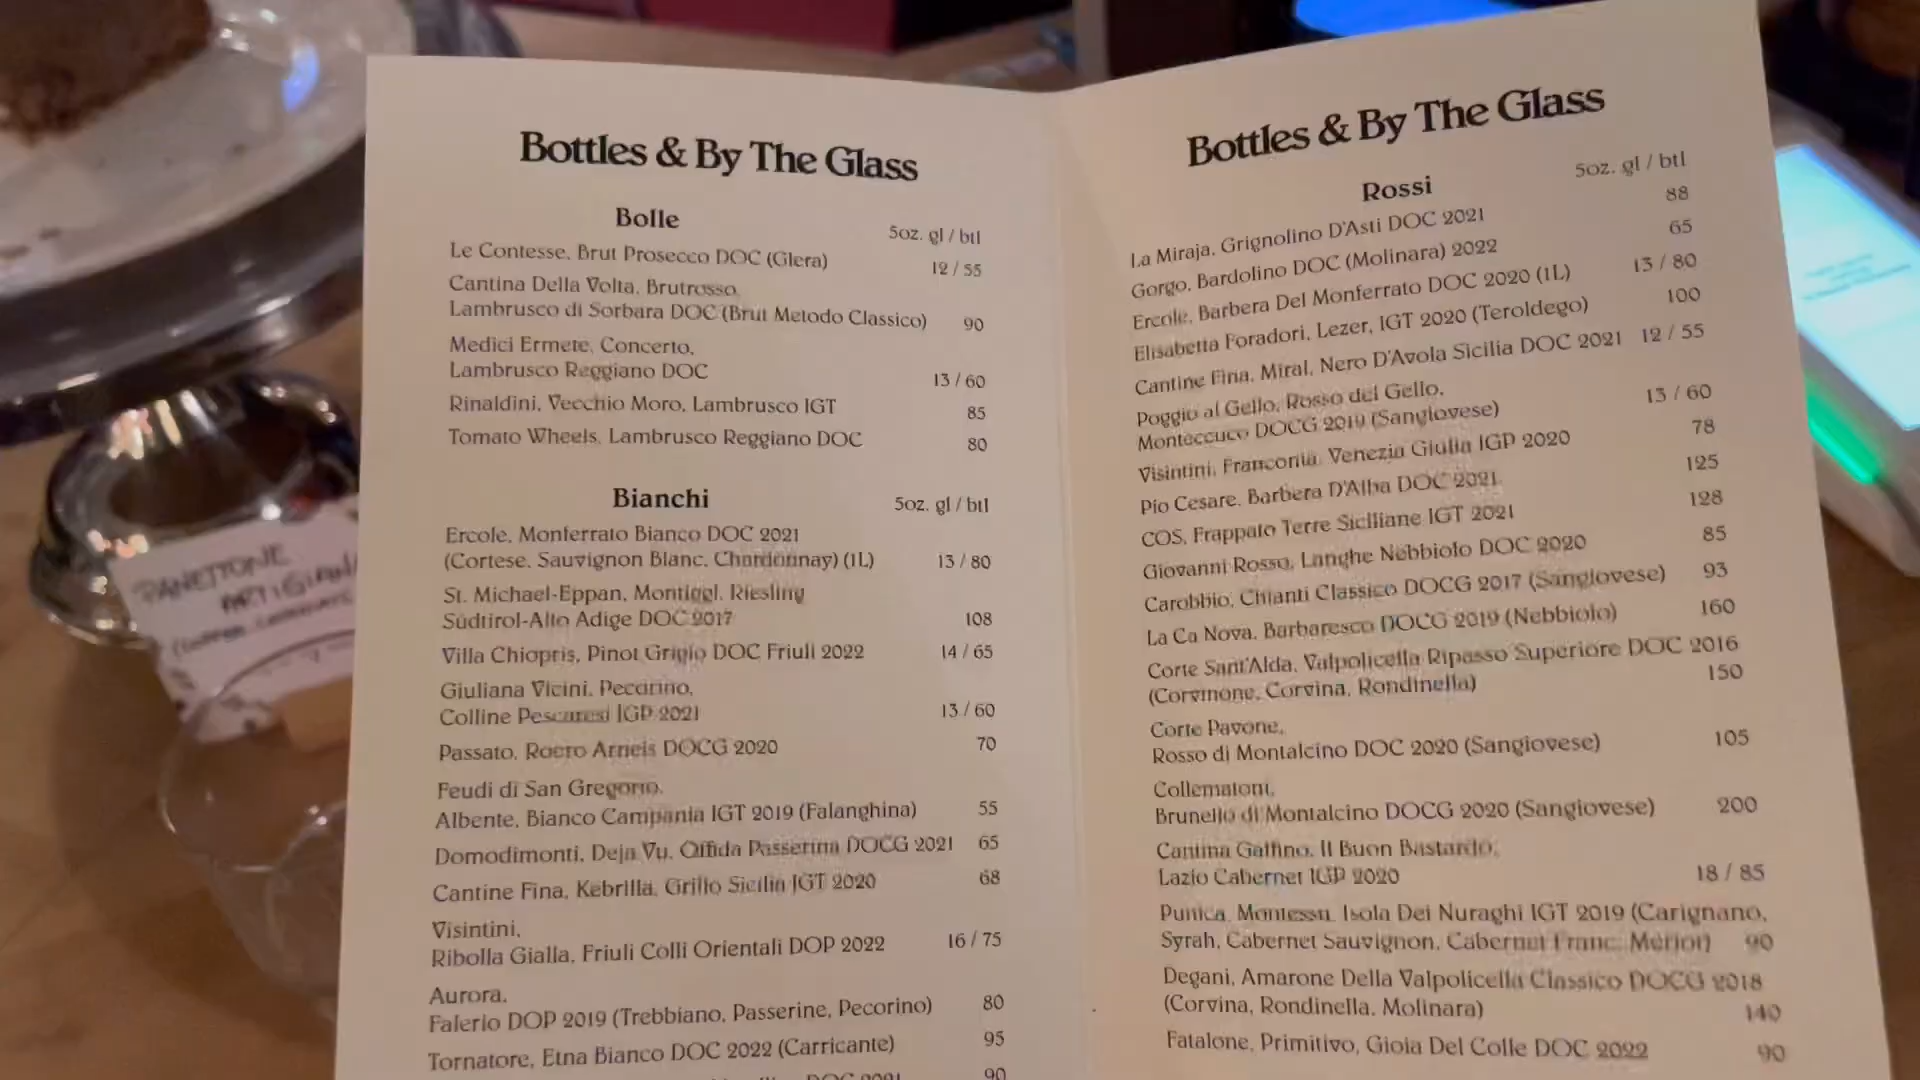 Bottles & By The Glass
Bolle
5oz. gl / btl
Le Contesse, Brut Prosecco DOC (Glera) 12 / 55
Cantina Della Volta, Brutrosso,
Lambrusco di Sorbara DOC (Brut Metodo Classico) 90
Medici Ermete, Concerto,
Lambrusco Reggiano DOC 13 / 60
Rinaldini, Vecchio Moro, Lambrusco IGT 85
Tomato Wheels, Lambrusco Reggiano DOC 80
Bianchi
5oz. gl / btl
Ercole, Monferrato Bianco DOC 2021
(Cortese, Sauvignon Blanc, Chardonnay) (1L) 13 / 80
St. Michael-Eppan, Montiggl, Riesling
Südtirol-Alto Adige DOC 2017 108
Villa Chiopris, Pinot Grigio DOC Friuli 2022 14 / 65
Giuliana Vicini, Pecorino,
Colline Pescaresi IGP 2021 13 / 60
Passato, Roero Arneis DOCG 2020 70
Feudi di San Gregorio,
Albente, Bianco Campania IGT 2019 (Falanghina) 55
Domodimonti, Deja Vu, Offida Passerina DOCG 2021 65
Cantine Fina, Kebrilla, Grillo Sicilia IGT 2020 68
Visintini,
Ribolla Gialla, Friuli Colli Orientali DOP 2022 16 / 75
Aurora,
Falerio DOP 2019 (Trebbiano, Passerine, Pecorino) 80
Tornatore, Etna Bianco DOC 2022 (Carricante) 95
DOC 2021 90
Bottles & By The Glass
Rossi
5oz. gl / btl
La Miraja, Grignolino D'Asti DOC 2021 88
Gorgo, Bardolino DOC (Molinara) 2022 65
Ercole, Barbera Del Monferrato DOC 2020 (1L) 13 / 80
Elisabetta Foradori, Lezer, IGT 2020 (Teroldego) 100
Cantine Fina, Miral, Nero D'Avola Sicilia DOC 2021 12 / 55
Poggio al Gello, Rosso del Gello,
Montecucco DOCG 2019 (Sangiovese) 13 / 60
Visintini, Franconia, Venezia Giulia IGP 2020 78
Pio Cesare, Barbera D'Alba DOC 2021 125
COS, Frappato Terre Siciliane IGT 2021 128
Giovanni Rosso, Langhe Nebbiolo DOC 2020 85
Carobbio, Chianti Classico DOCG 2017 (Sangiovese) 93
La Ca Nova, Barbaresco DOCG 2019 (Nebbiolo) 160
Corte Sant'Alda, Valpolicella Ripasso Superiore DOC 2016
(Corvinone, Corvina, Rondinella) 150
Corte Pavone,
Rosso di Montalcino DOC 2020 (Sangiovese) 105
Collematoni,
Brunello di Montalcino DOCG 2020 (Sangiovese) 200
Cantina Gaffino, Il Buon Bastardo,
Lazio Cabernet IGP 2020 18 / 85
Punica, Montessu, Isola Dei Nuraghi IGT 2019 (Carignano,
Syrah, Cabernet Sauvignon, Cabernet Franc, Merlot) 90
Degani, Amarone Della Valpolicella Classico DOCG 2018
(Corvina, Rondinella, Molinara) 140
Fatalone, Primitivo, Gioia Del Colle DOC 2022 90
PANETTONE